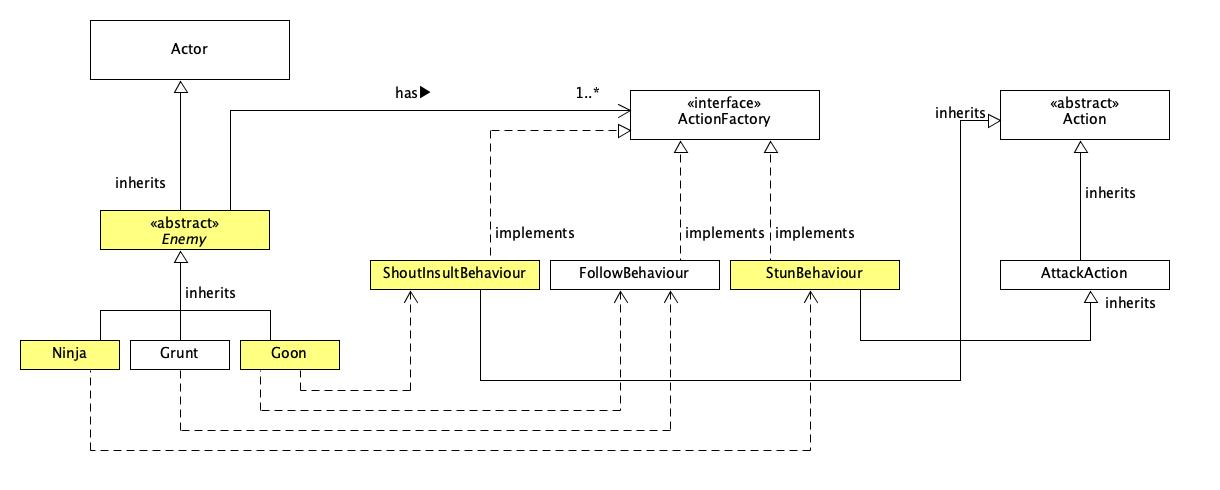 Actor
has▶
1..*
«interface»
ActionFactory
inherits
«abstract»
Action
inherits
«abstract»
Enemy
inherits
implements
implements
implements
ShoutInsultBehaviour
FollowBehaviour
StunBehaviour
AttackAction
inherits
inherits
Ninja
Grunt
Goon